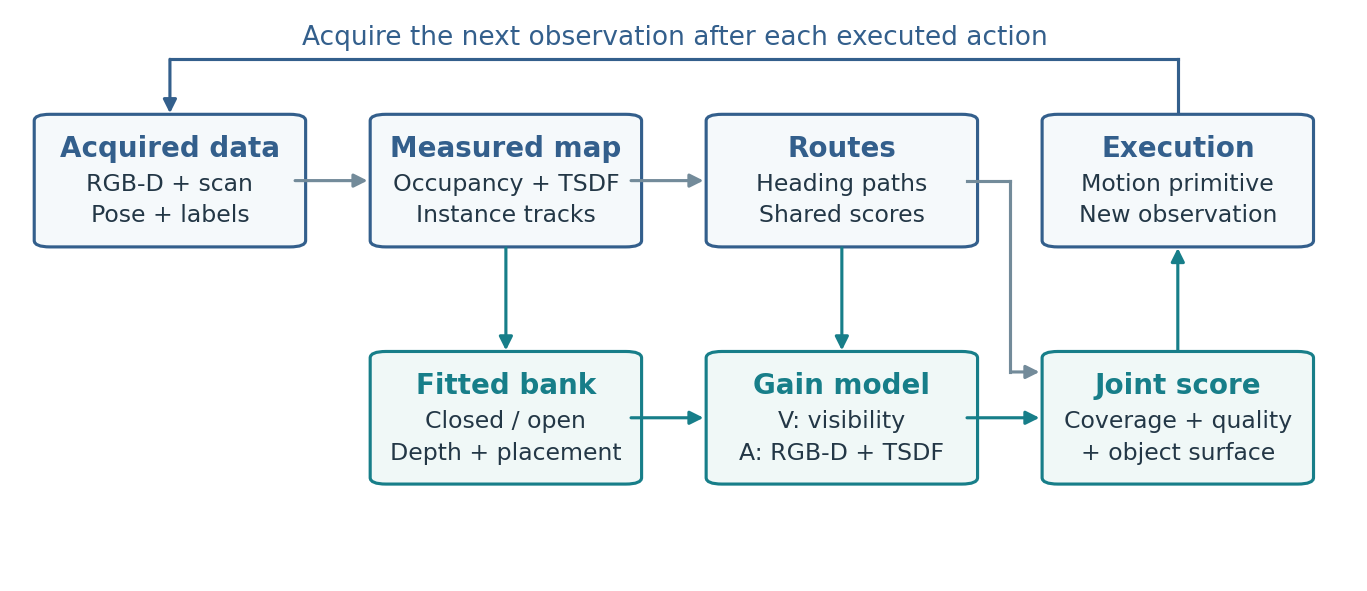 Acquire the next observation after each executed action
Acquired data
RGB-D + scan
Pose + labels
Measured map
Occupancy + TSDF
Instance tracks
Routes
Heading paths
Shared scores
Execution
Motion primitive
New observation
Fitted bank
Closed / open
Depth + placement
Gain model
V: visibility
A: RGB-D + TSDF
Joint score
Coverage + quality
+ object surface